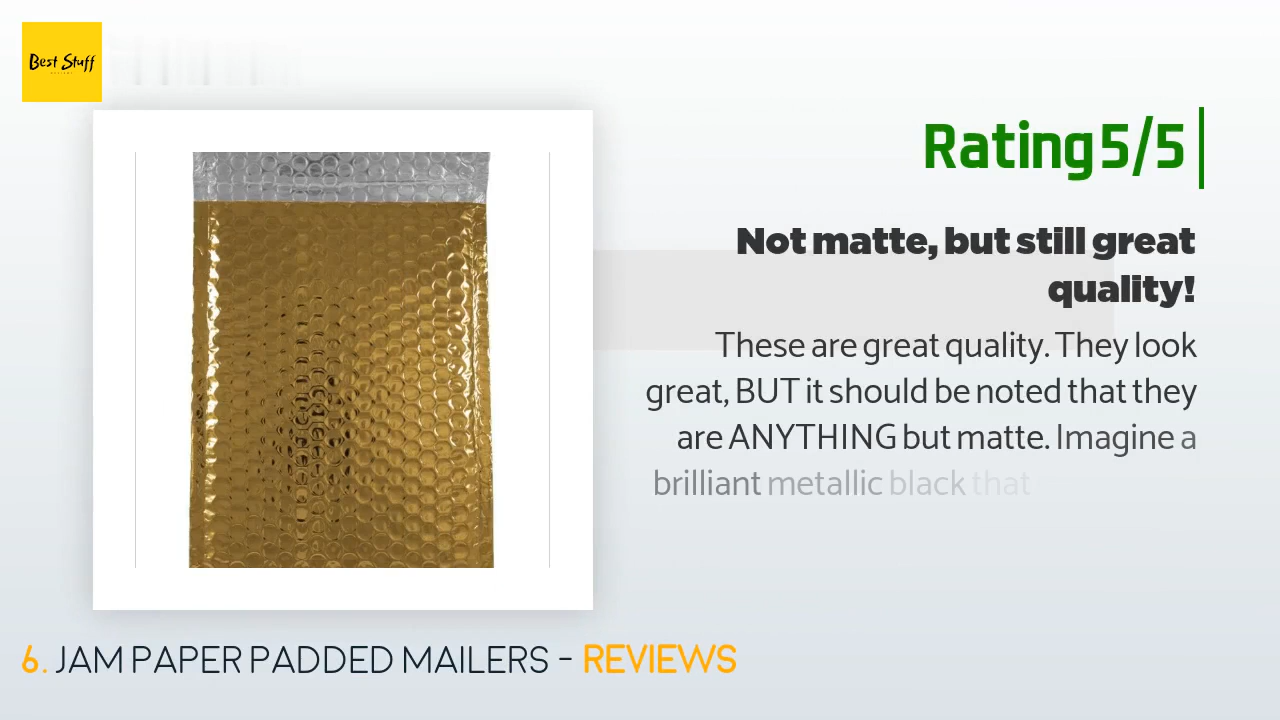 Best Stuff
Rating 5/5
Not matte, but still great
quality!
These are great quality. They look
great, BUT it should be noted that they
are ANYTHING but matte. Imagine a
brilliant metallic black that
6. JAM PAPER PADDED MAILERS - REVIEWS